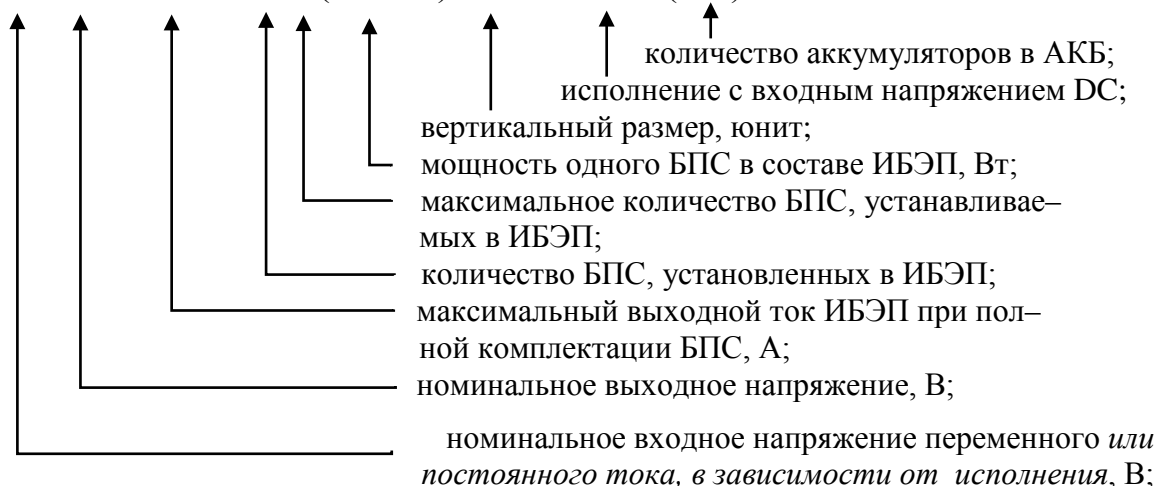 количество аккумуляторов в АКБ;
исполнение с входным напряжением DC;
вертикальный размер, юнит;
мощность одного БПС в составе ИБЭП, Вт;
максимальное количество БПС, устанавливае–
мых в ИБЭП;
количество БПС, установленных в ИБЭП;
максимальный выходной ток ИБЭП при пол–
ной комплектации БПС, А;
номинальное выходное напряжение, В;
номинальное входное напряжение переменного или
постоянного тока, в зависимости от исполнения, В;